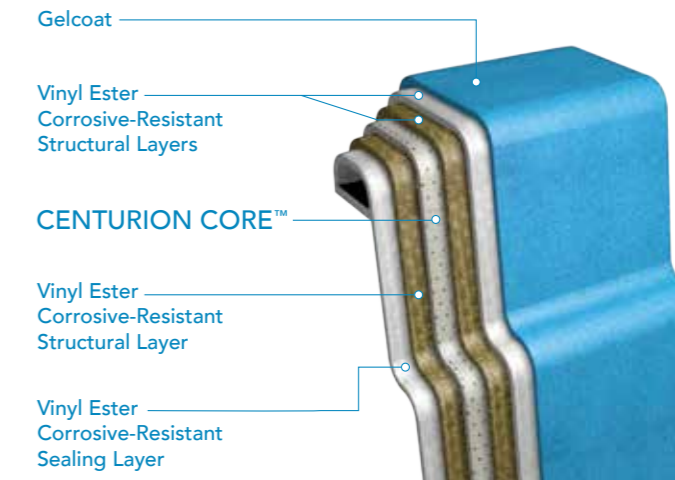 Gelcoat
Vinyl Ester
Corrosive-Resistant
Structural Layers
CENTURION CORE™
Vinyl Ester
Corrosive-Resistant
Structural Layer
Vinyl Ester
Corrosive-Resistant
Sealing Layer